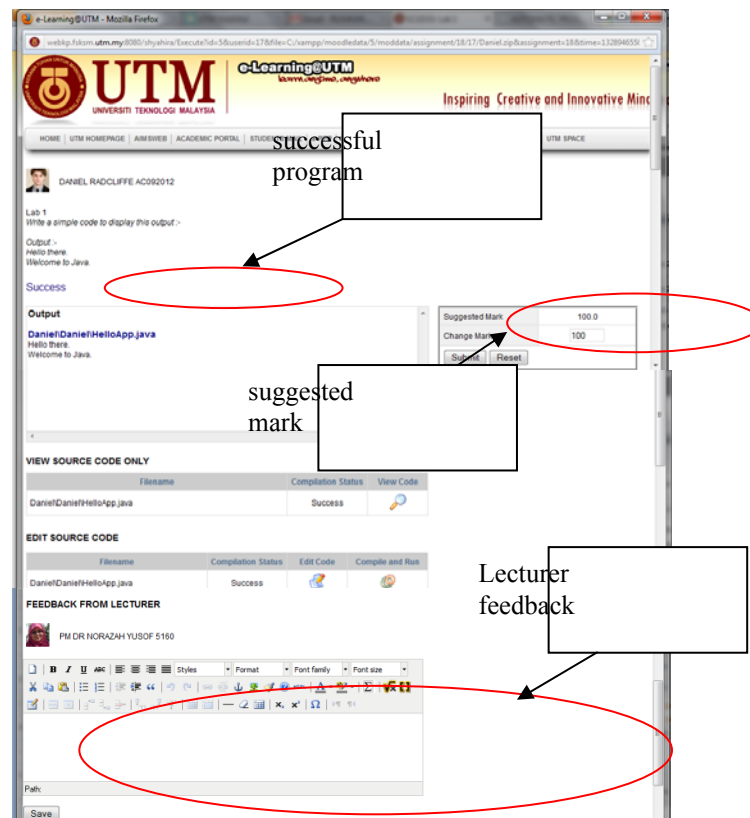 e-Learning@UTM - Mozilla Firefox
webkp.fsksm.utm.my:8080/shyahira/Execute?id=5&userid=17&file=C:/xampp/moodledata/5/moddata/assignment/18/17/Daniel.zip&assignment=18&time=132894655
UTM
UNIVERSITI TEKNOLOGI MALAYSIA
e-Learning@UTM
learn anytime, anywhere
Inspiring Creative and Innovative Mind
HOME | UTM HOMEPAGE | AIMSWEB | ACADEMIC PORTAL | STUDEN
UTM SPACE
successful
program
DANIEL RADCLIFFE AC092012
Lab 1
Write a simple code to display this output :-
Output :-
Hello there.
Welcome to Java.
Success
Output
Daniel\Daniel\HelloApp.java
Hello there.
Welcome to Java.
Suggested Mark 100.0
Change Mark 100
Submit Reset
suggested
mark
VIEW SOURCE CODE ONLY
Filename Compilation Status View Code
Daniel\Daniel\HelloApp.java Success
EDIT SOURCE CODE
Filename Compilation Status Edit Code Compile and Run
Daniel\Daniel\HelloApp.java Success
Lecturer
feedback
FEEDBACK FROM LECTURER
PM DR NORAZAH YUSOF 5160
B I U ABC Styles Format Font family Font size
Path:
Save